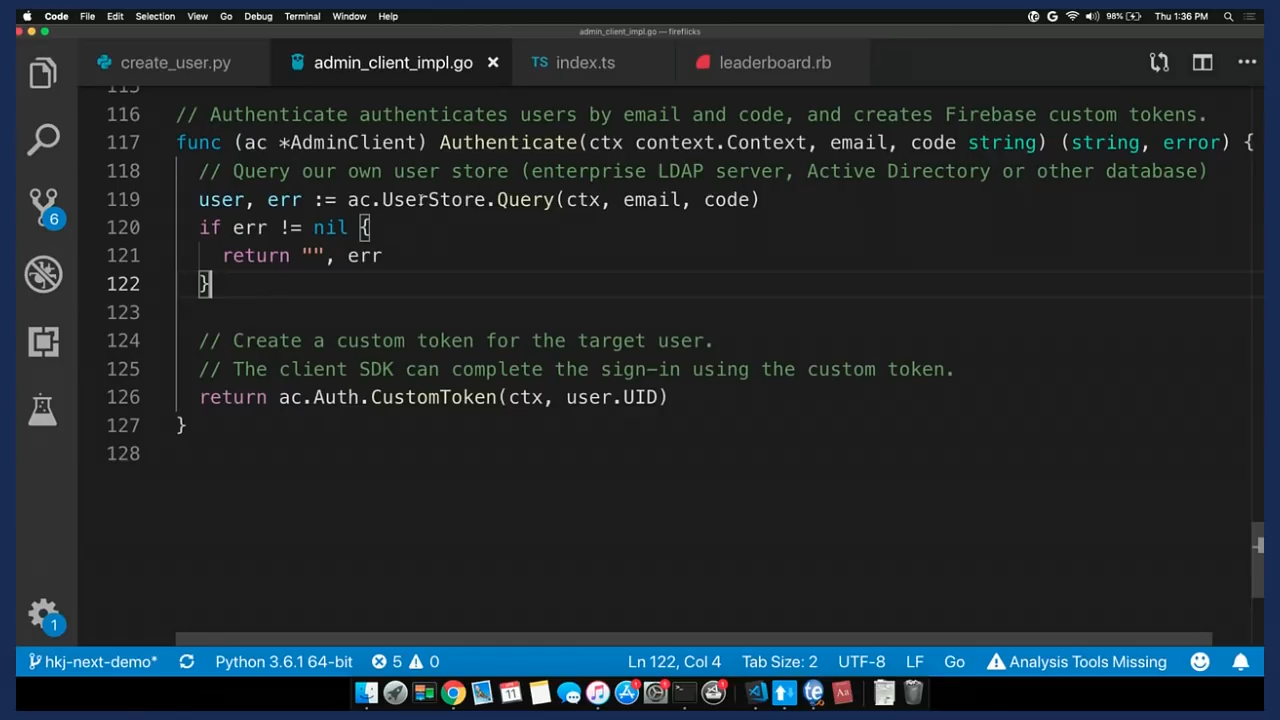 Code File Edit Selection View Go Debug Terminal Window Help 98% Thu 1:36 PM
admin_client_impl.go — fireflicks
create_user.py admin_client_impl.go TS index.ts leaderboard.rb
115
116 // Authenticate authenticates users by email and code, and creates Firebase custom tokens.
117 func (ac *AdminClient) Authenticate(ctx context.Context, email, code string) (string, error) {
118 // Query our own user store (enterprise LDAP server, Active Directory or other database)
119 user, err := ac.UserStore.Query(ctx, email, code)
120 if err != nil {
121 return "", err
122 }
123
124 // Create a custom token for the target user.
125 // The client SDK can complete the sign-in using the custom token.
126 return ac.Auth.CustomToken(ctx, user.UID)
127 }
128
6
1
hkj-next-demo* Python 3.6.1 64-bit 5 0 Ln 122, Col 4 Tab Size: 2 UTF-8 LF Go Analysis Tools Missing
11